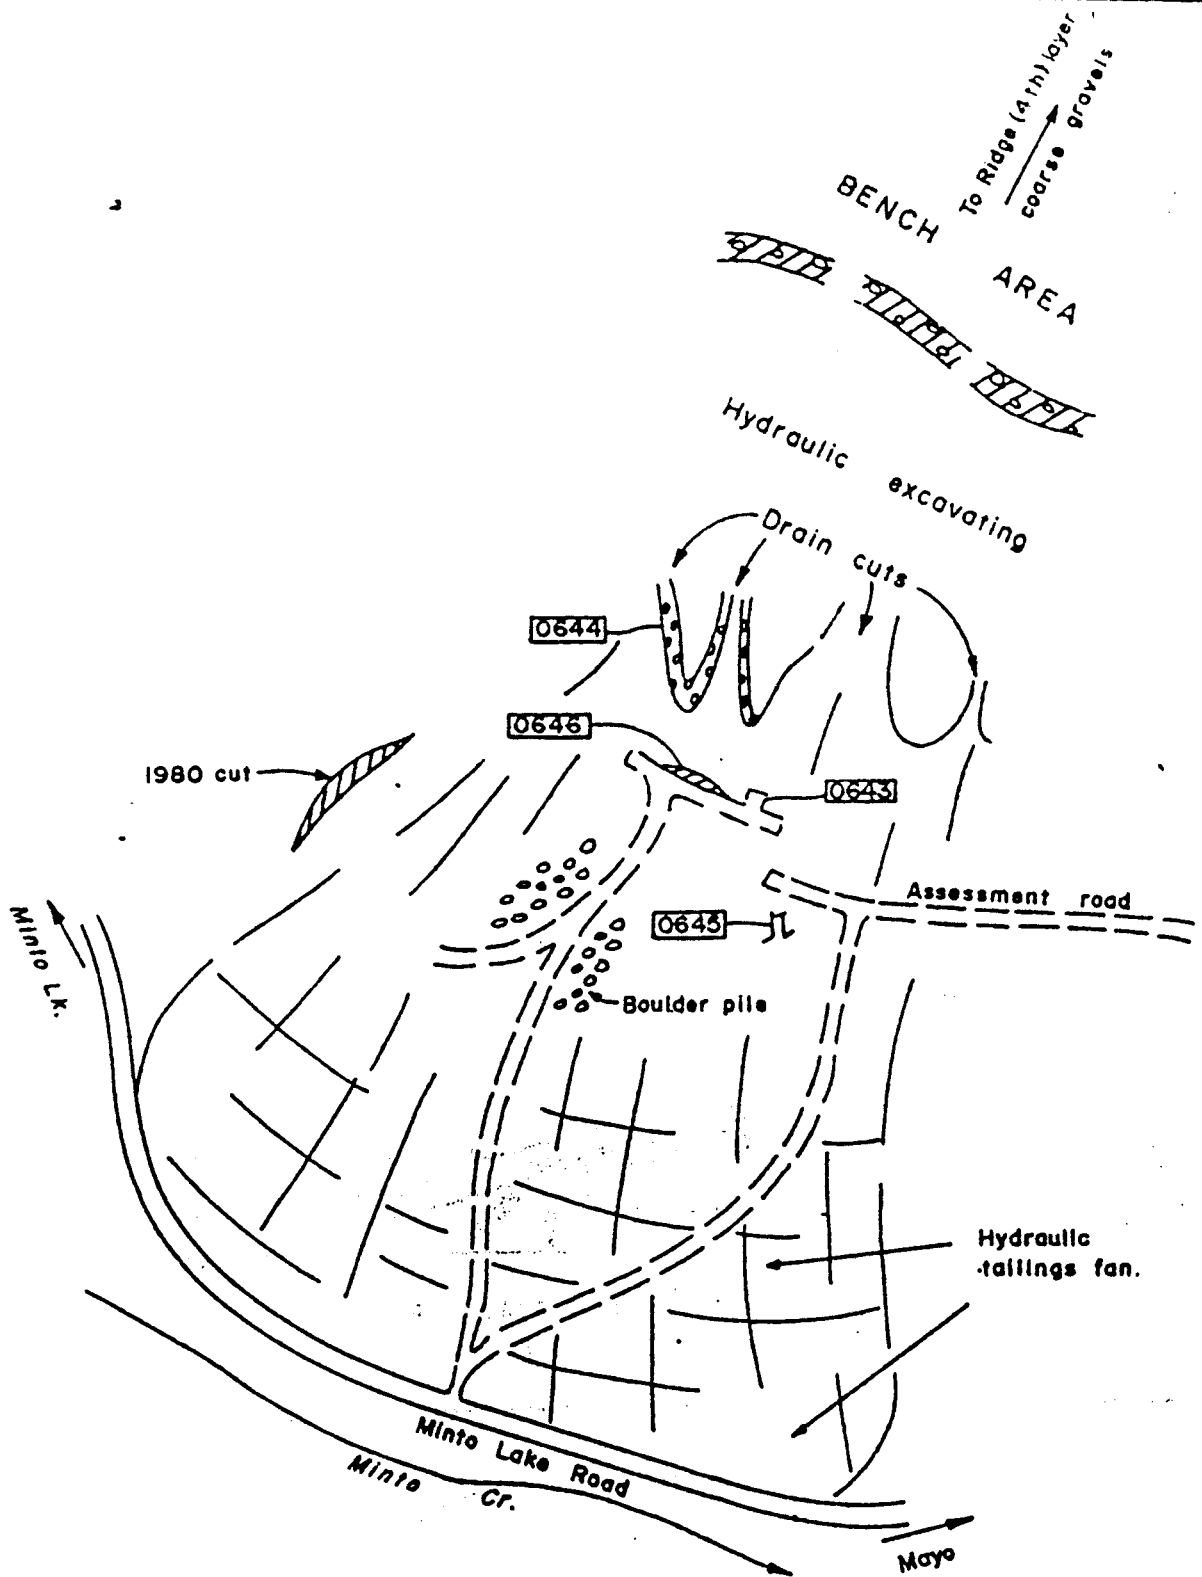 To Ridge (4th) layer
coarse gravels
BENCH AREA
Hydraulic excavating
Drain cuts
0644
0646
1980 cut
0643
Assessment road
0645
Minto Lk.
Boulder pile
Hydraulic
tailings fan.
Minto Lake Road
Minto Cr.
Mayo